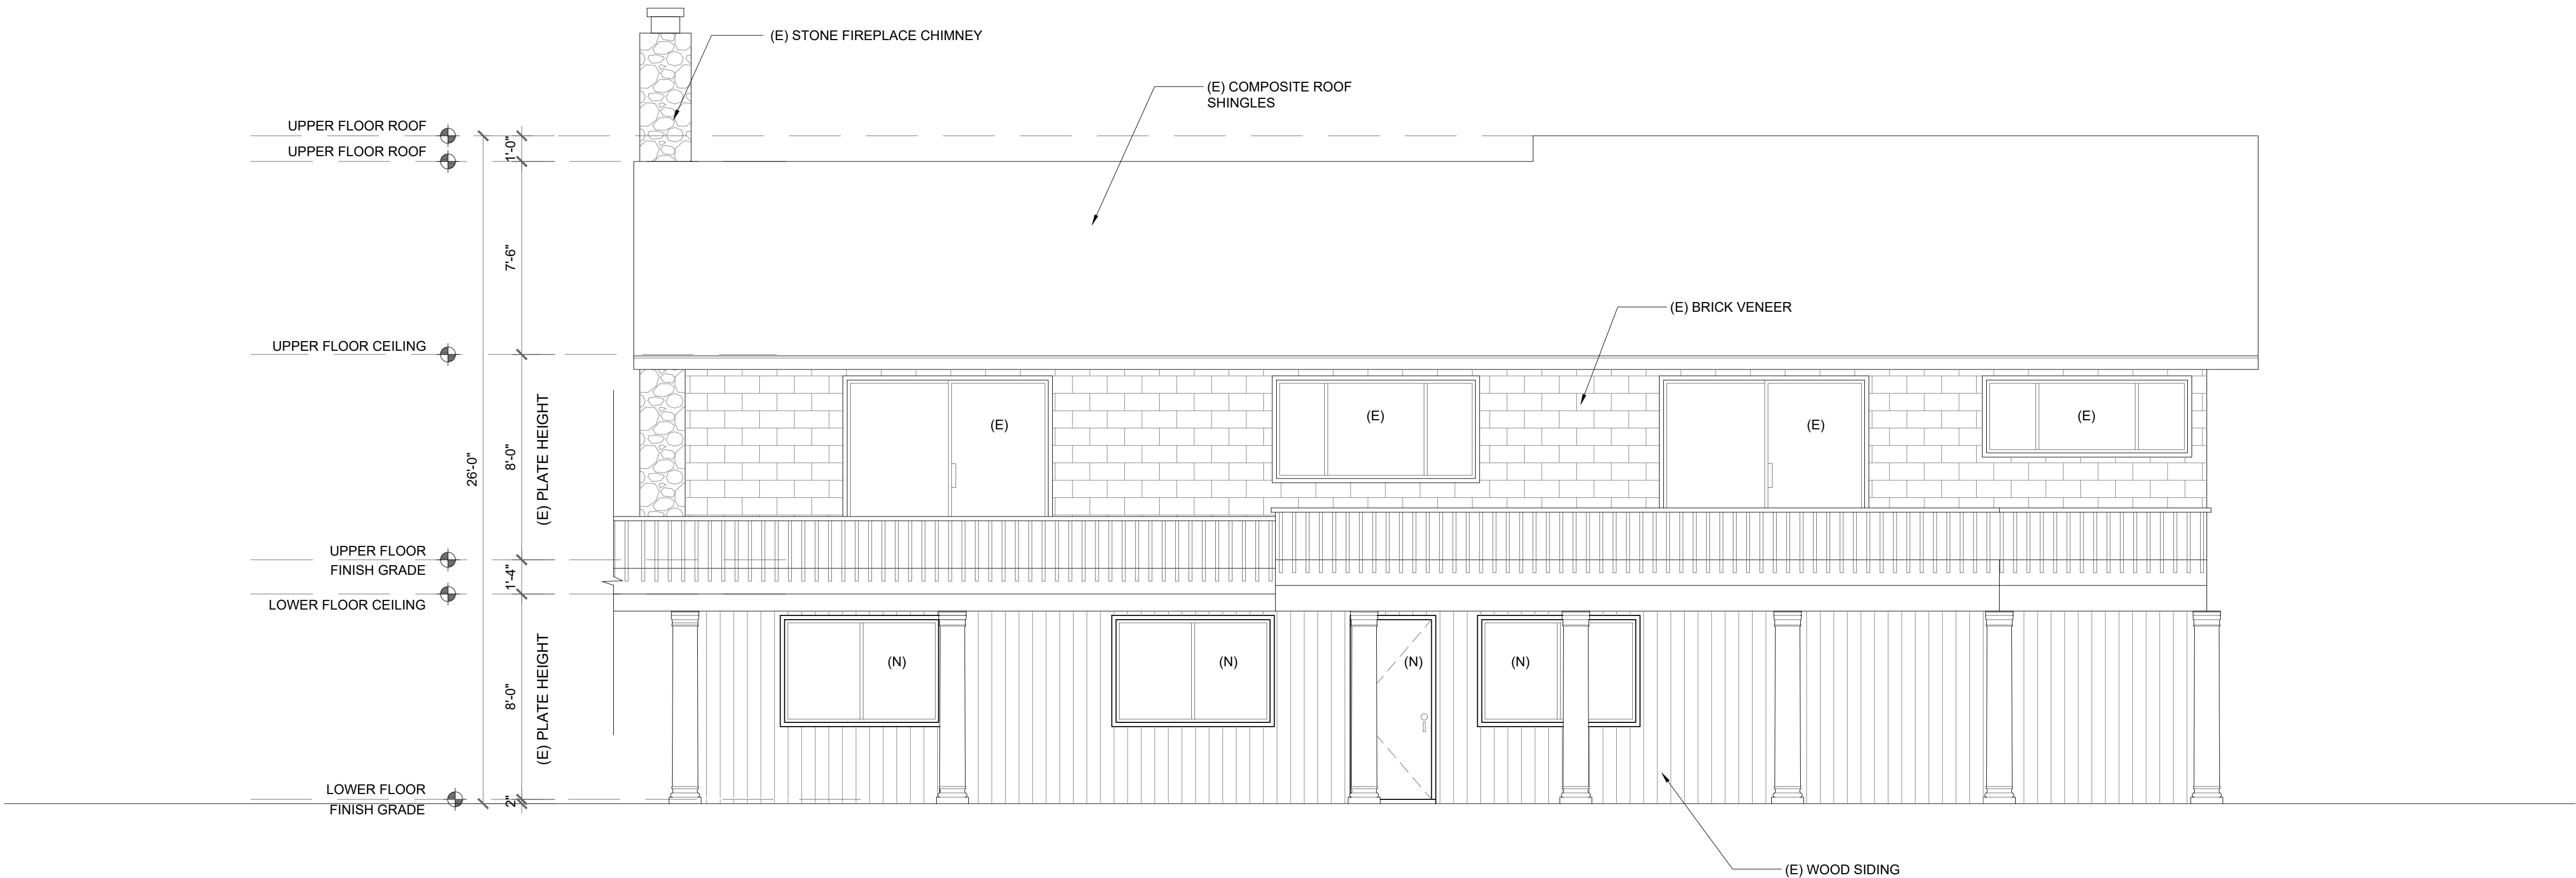 (E) STONE FIREPLACE CHIMNEY
(E) COMPOSITE ROOF
SHINGLES
UPPER FLOOR ROOF
1'-0"
UPPER FLOOR ROOF
7'-6"
(E) BRICK VENEER
UPPER FLOOR CEILING
(E) PLATE HEIGHT
8'-0"
26'-0"
(E)
(E)
(E)
(E)
UPPER FLOOR
FINISH GRADE
1'-4"
LOWER FLOOR CEILING
(E) PLATE HEIGHT
8'-0"
(N)
(N)
(N)
(N)
LOWER FLOOR
2"
FINISH GRADE
(E) WOOD SIDING